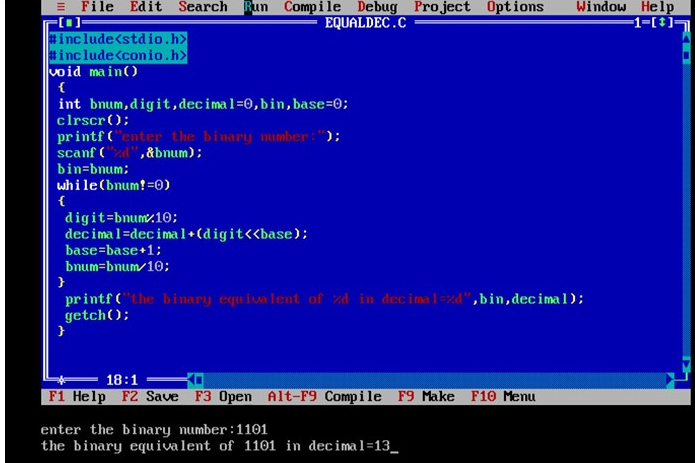 ≡ File Edit Search Run Compile Debug Project Options Window Help
EQUALDEC.C 1=[↕]
#include<stdio.h>
#include<conio.h>
void main()
{
int bnum,digit,decimal=0,bin,base=0;
clrscr();
printf("enter the binary number:");
scanf("%d",&bnum);
bin=bnum;
while(bnum!=0)
{
digit=bnum%10;
decimal=decimal+(digit<<base);
base=base+1;
bnum=bnum/10;
}
printf("the binary equivalent of %d in decimal=%d",bin,decimal);
getch();
}
18:1
F1 Help F2 Save F3 Open Alt-F9 Compile F9 Make F10 Menu
enter the binary number:1101
the binary equivalent of 1101 in decimal=13_